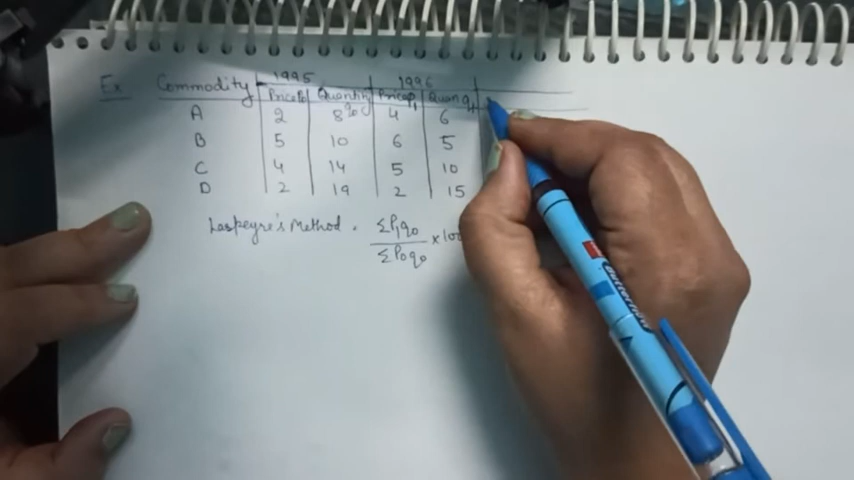 Ex Commodity 1995 1996
Price P0 Quantity q0 Price P1 Quan q1
A 2 8 4 6
B 5 10 6 5
C 4 14 5 10
D 2 19 2 15
Laspeyre's Method = ΣP1q0 / ΣP0q0 × 100
Butterflow